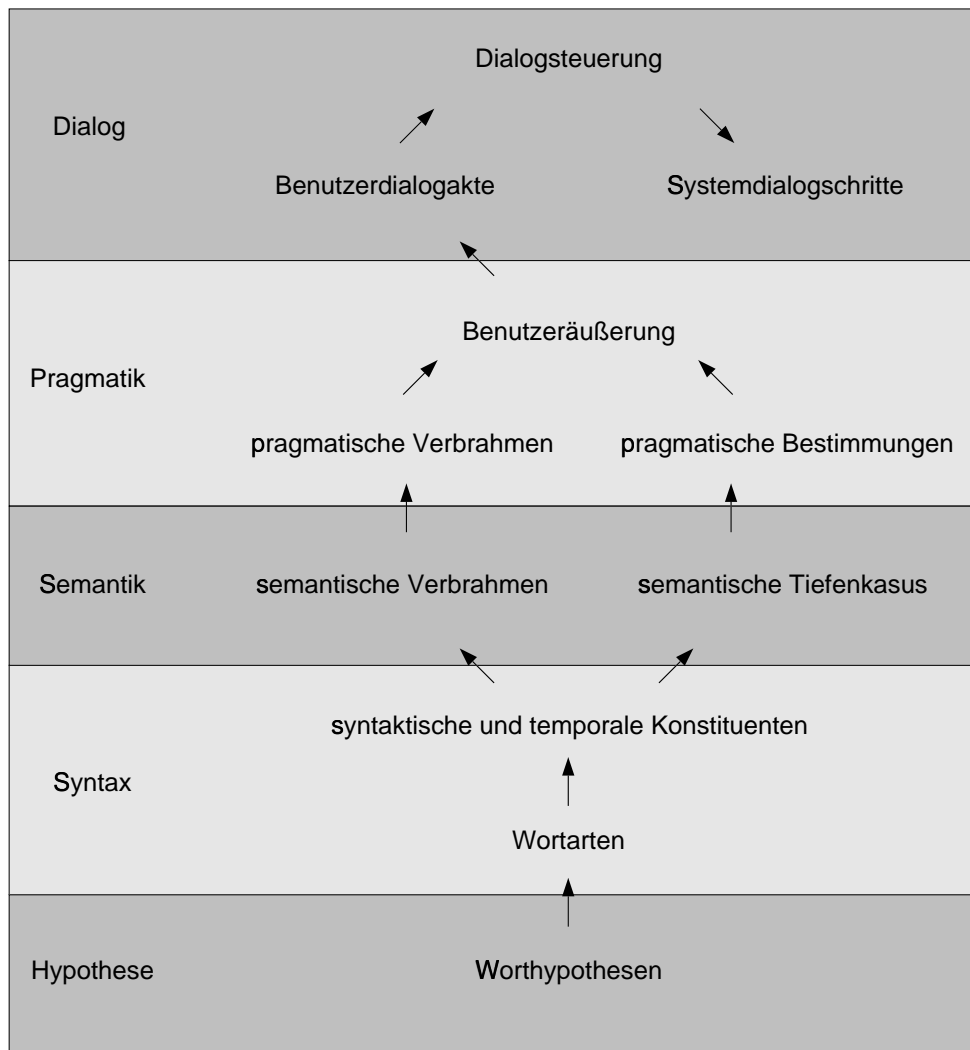 Dialogsteuerung
Dialog
Benutzerdialogakte
Systemdialogschritte
Benutzeräußerung
Pragmatik
pragmatische Verbrahmen
pragmatische Bestimmungen
Semantik
semantische Verbrahmen
semantische Tiefenkasus
syntaktische und temporale Konstituenten
Syntax
Wortarten
Hypothese
Worthypothesen